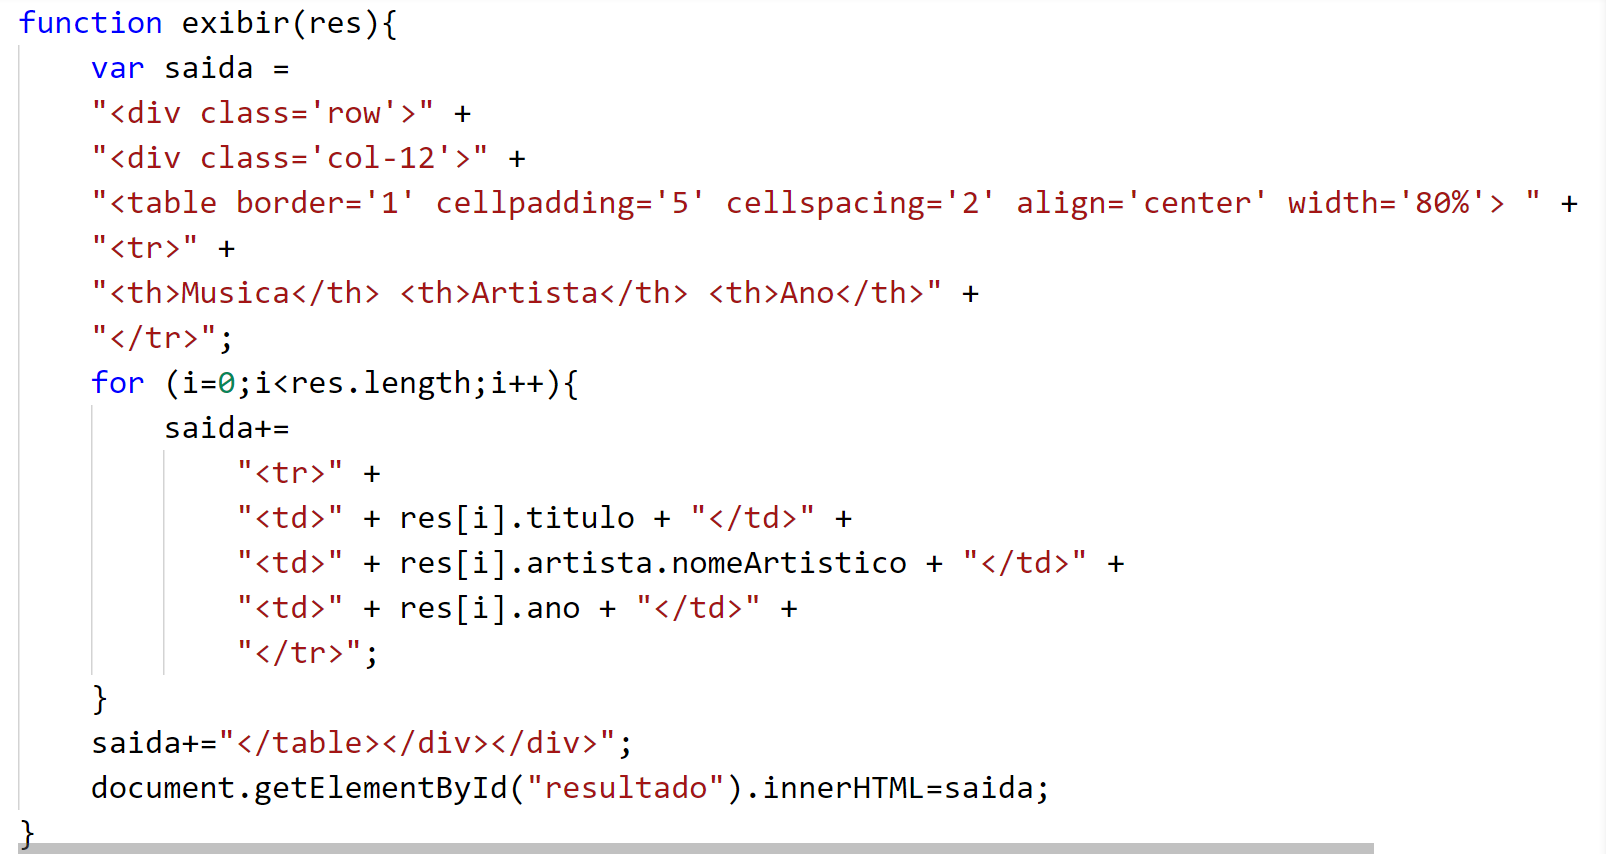 function exibir(res){
var saida =
"<div class='row'>" +
"<div class='col-12'>" +
"<table border='1' cellpadding='5' cellspacing='2' align='center' width='80%'> " +
"<tr>" +
"<th>Musica</th> <th>Artista</th> <th>Ano</th>" +
"</tr>";
for (i=0;i<res.length;i++){
saida+=
"<tr>" +
"<td>" + res[i].titulo + "</td>" +
"<td>" + res[i].artista.nomeArtistico + "</td>" +
"<td>" + res[i].ano + "</td>" +
"</tr>";
}
saida+="</table></div></div>";
document.getElementById("resultado").innerHTML=saida;
}